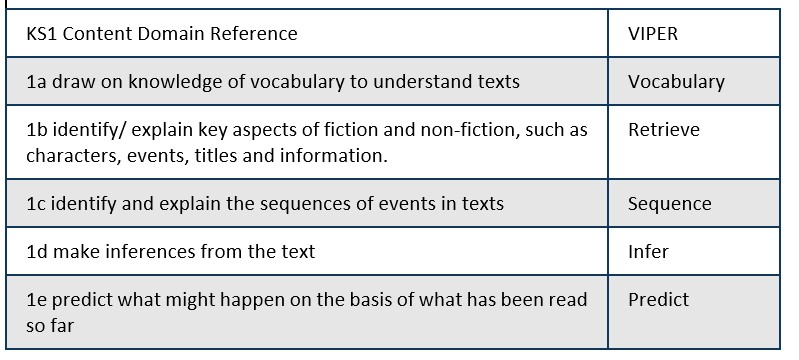 KS1 Content Domain Reference VIPER
1a draw on knowledge of vocabulary to understand texts Vocabulary
1b identify/ explain key aspects of fiction and non-fiction, such as Retrieve
characters, events, titles and information.
1c identify and explain the sequences of events in texts Sequence
1d make inferences from the text Infer
1e predict what might happen on the basis of what has been read Predict
so far